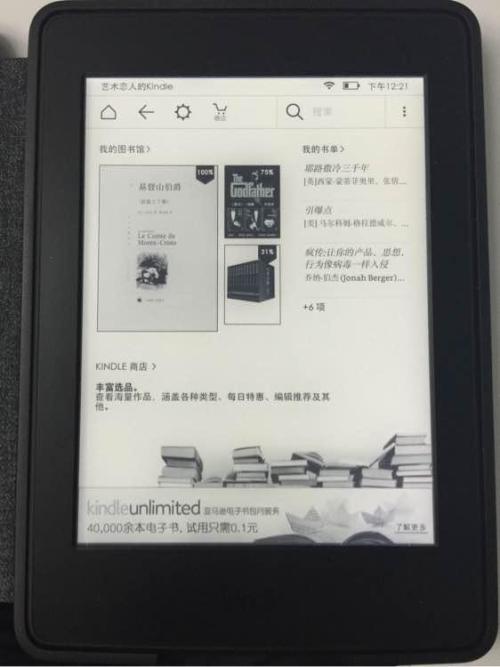 艺术恋人的Kindle
下午12:21
商店
搜索
我的图书馆 >
我的书单 >
100%
基督山伯爵
Le Comte de
Monte-Cristo
75%
The
Godfather
31%
耶路撒冷三千年
[英]西蒙·蒙蒂菲奥里、张倩...
引爆点
[美] 马尔科姆·格拉德威尔、...
疯传:让你的产品、思想、
行为像病毒一样入侵
乔纳·伯杰 (Jonah Berger)...
+6 项
KINDLE 商店 >
丰富选品。
查看海量作品，涵盖各种类型、每日特惠、编辑推荐及其
他。
kindleunlimited 亚马逊电子书包月服务
40,000余本电子书, 试用只需0.1元
了解更多